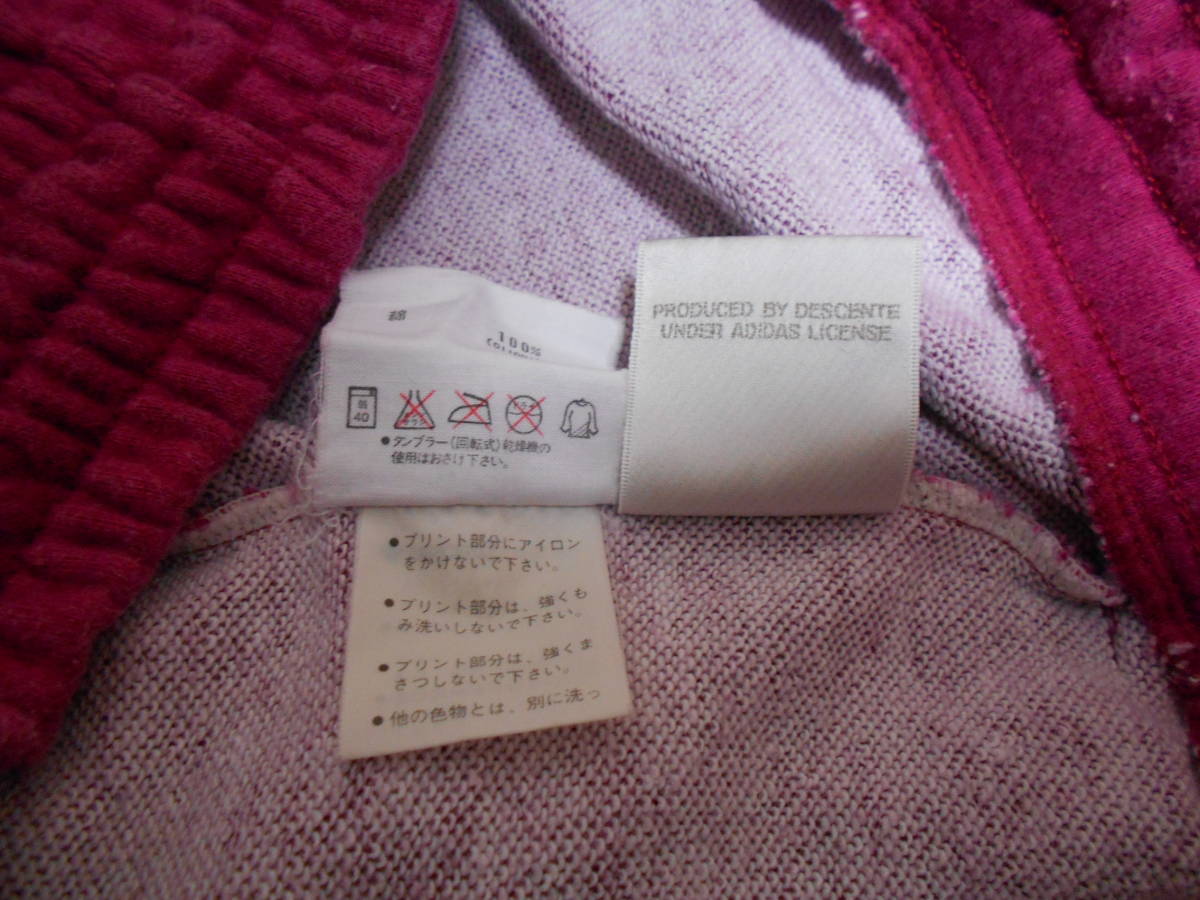 綿
100%
PRODUCED BY DESCENTE
UNDER ADIDAS LICENSE
40
●タンブラー(回転式)乾燥機の
使用はおさけ下さい。
●プリント部分にアイロン
をかけないで下さい。
●プリント部分は、強くも
み洗いしないで下さい。
●プリント部分は、強くま
さつしないで下さい。
●他の色物とは、別に洗っ